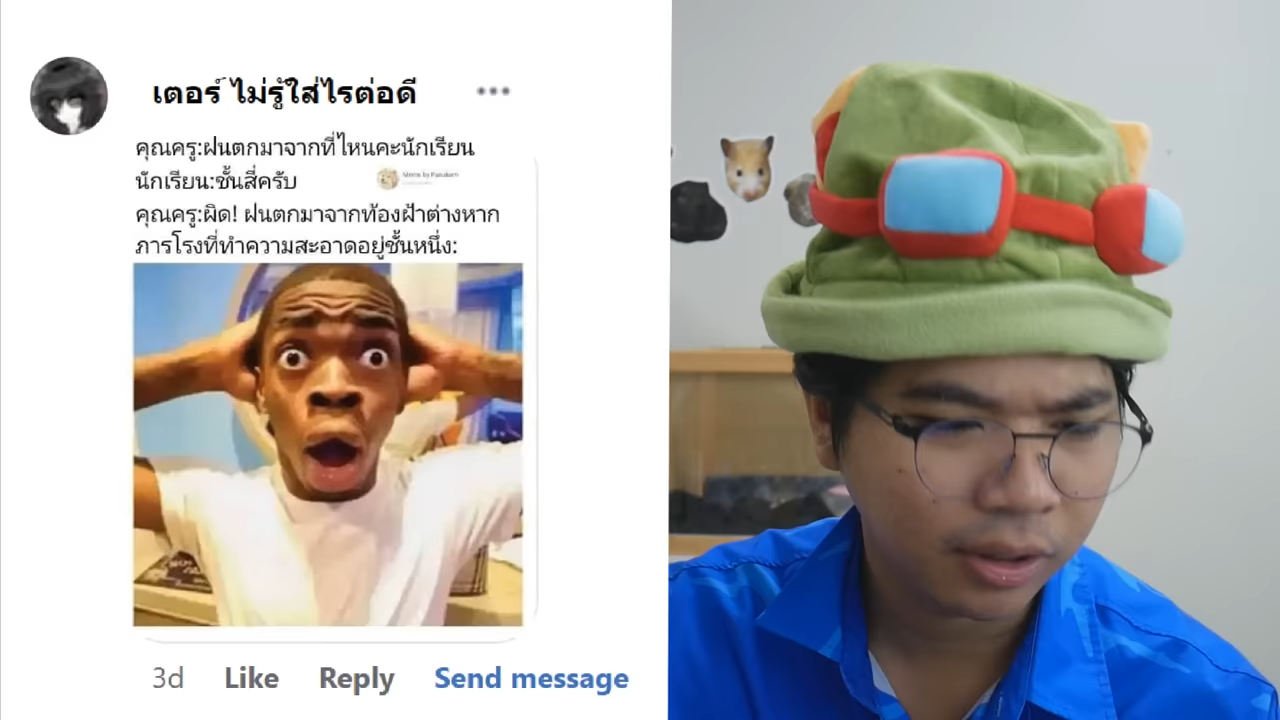 เตอร์ ไม่รู้ใส่ไรต่อดี
คุณครู:ฝนตกมาจากที่ไหนคะนักเรียน
นักเรียน:ชั้นสี่ครับ
คุณครู:ผิด! ฝนตกมาจากท้องฝ้าต่างหาก
ภารโรงที่ทำความสะอาดอยู่ชั้นหนึ่ง:
3d Like Reply Send message